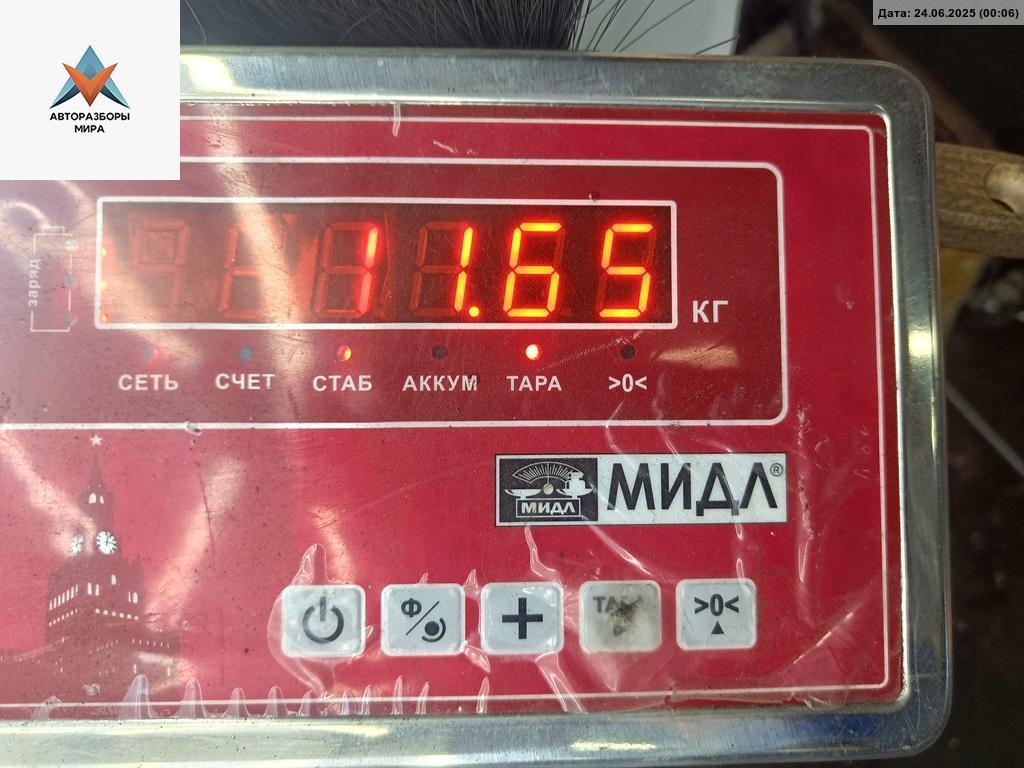 Дата: 24.06.2025 (00:06)
АВТОРАЗБОРЫ
МИРА
заряд
11.65
КГ
СЕТЬ СЧЕТ СТАБ АККУМ ТАРА >0<
МИДЛ МИДЛ®
Ф + >0<